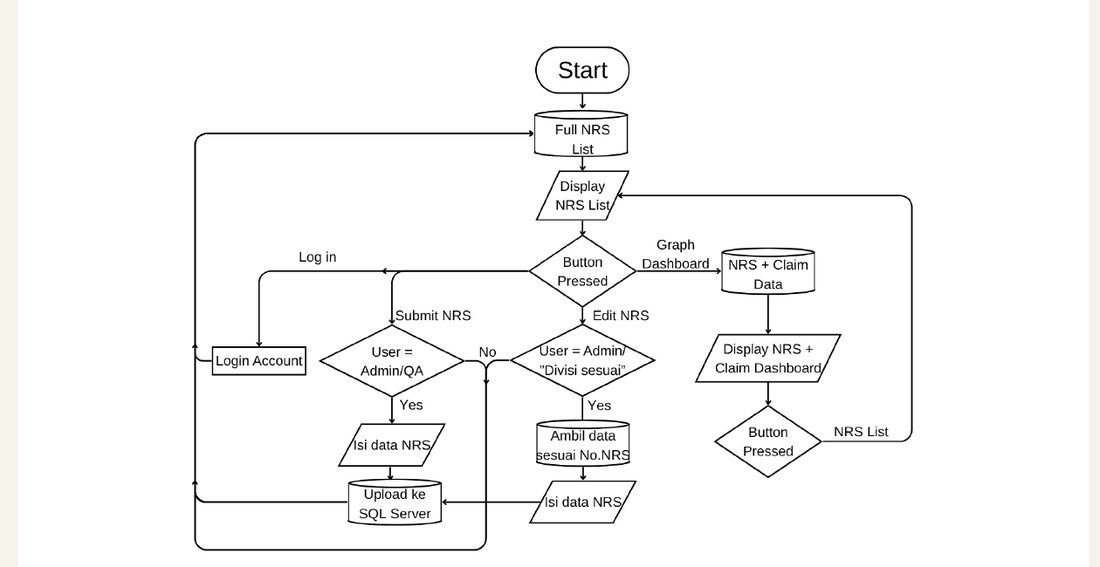 Start
Full NRS
List
Display
NRS List
Button
Pressed
Graph
Dashboard
NRS + Claim
Data
Log in
Submit NRS
Edit NRS
Login Account
User =
Admin/QA
No
User = Admin/
"Divisi sesuai"
Display NRS +
Claim Dashboard
Yes
Yes
Isi data NRS
Ambil data
sesuai No.NRS
Button
Pressed
NRS List
Upload ke
SQL Server
Isi data NRS